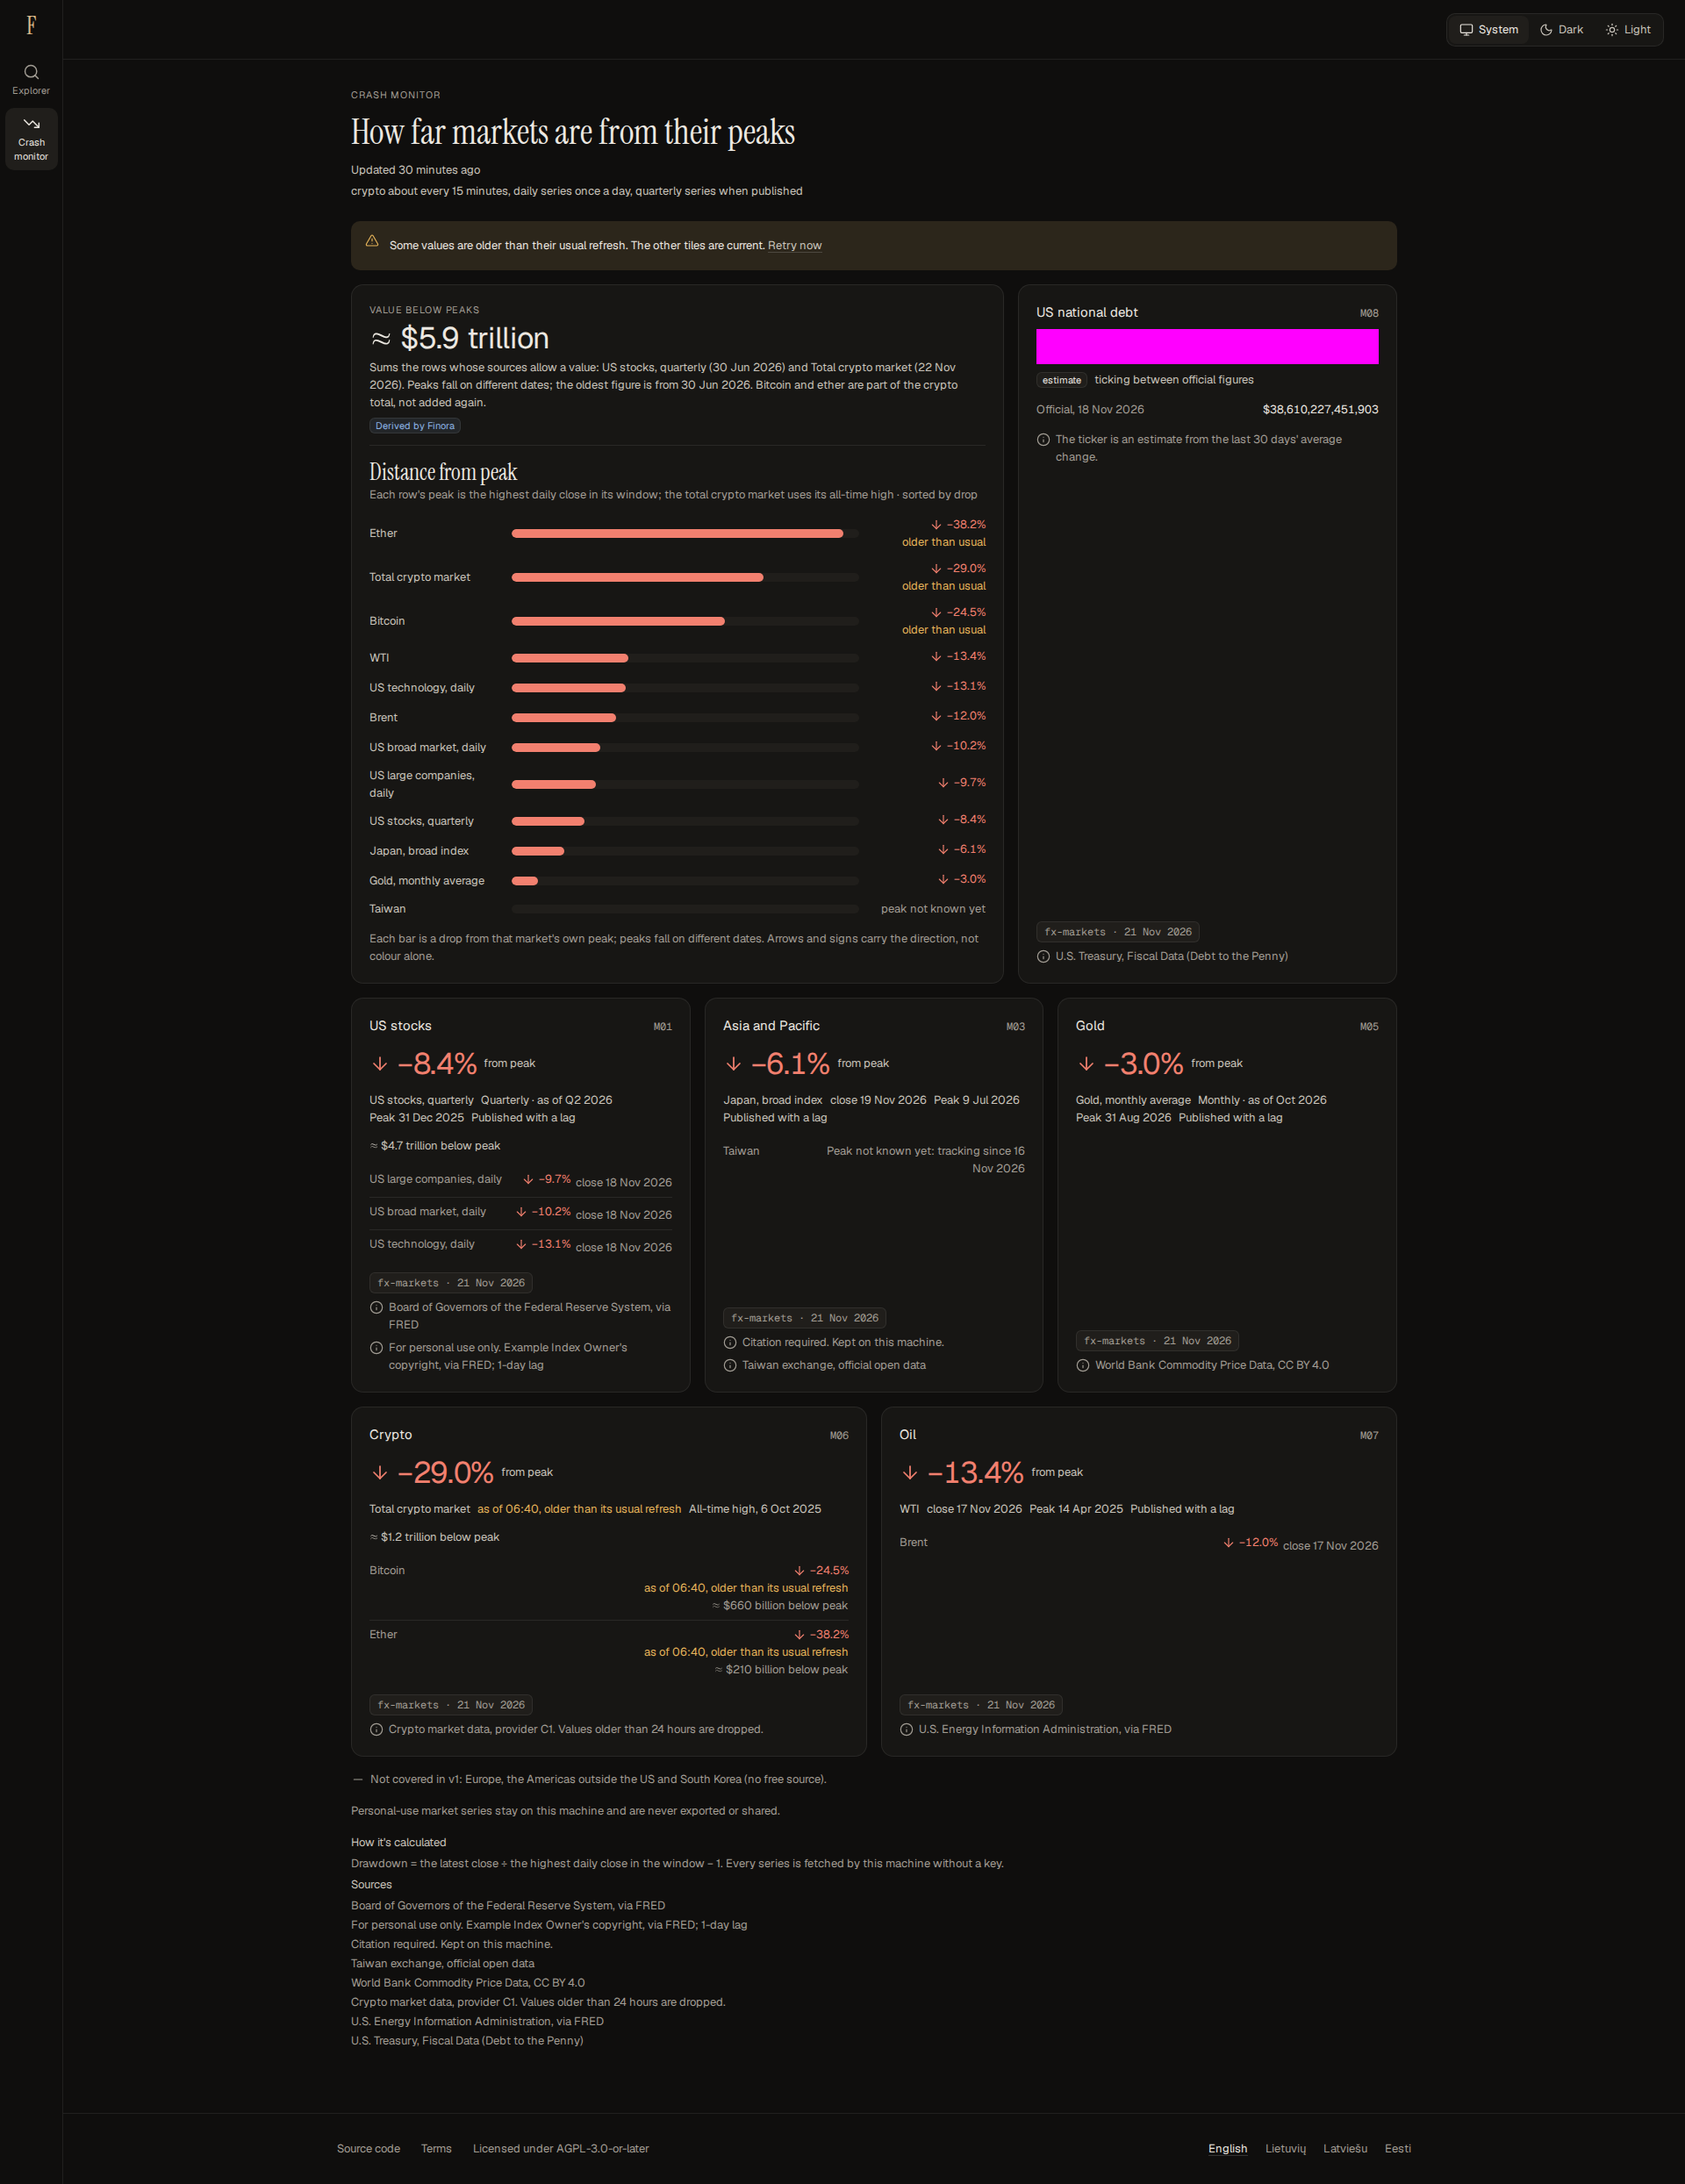 F
Explorer
Crash
monitor
System
Dark
Light
CRASH MONITOR
How far markets are from their peaks
Updated 30 minutes ago
crypto about every 15 minutes, daily series once a day, quarterly series when published
Some values are older than their usual refresh. The other tiles are current. Retry now
VALUE BELOW PEAKS
≈ $5.9 trillion
Sums the rows whose sources allow a value: US stocks, quarterly (30 Jun 2026) and Total crypto market (22 Nov
2026). Peaks fall on different dates; the oldest figure is from 30 Jun 2026. Bitcoin and ether are part of the crypto
total, not added again.
Derived by Finora
Distance from peak
Each row's peak is the highest daily close in its window; the total crypto market uses its all-time high · sorted by drop
Ether
↓ −38.2%
older than usual
Total crypto market
↓ −29.0%
older than usual
Bitcoin
↓ −24.5%
older than usual
WTI
↓ −13.4%
US technology, daily
↓ −13.1%
Brent
↓ −12.0%
US broad market, daily
↓ −10.2%
US large companies,
daily
↓ −9.7%
US stocks, quarterly
↓ −8.4%
Japan, broad index
↓ −6.1%
Gold, monthly average
↓ −3.0%
Taiwan
peak not known yet
Each bar is a drop from that market's own peak; peaks fall on different dates. Arrows and signs carry the direction, not
colour alone.
US national debt
M08
estimate ticking between official figures
Official, 18 Nov 2026
$38,610,227,451,903
The ticker is an estimate from the last 30 days' average
change.
fx-markets · 21 Nov 2026
U.S. Treasury, Fiscal Data (Debt to the Penny)
US stocks
M01
↓ −8.4% from peak
US stocks, quarterly Quarterly · as of Q2 2026
Peak 31 Dec 2025 Published with a lag
≈ $4.7 trillion below peak
US large companies, daily ↓ −9.7% close 18 Nov 2026
US broad market, daily ↓ −10.2% close 18 Nov 2026
US technology, daily ↓ −13.1% close 18 Nov 2026
fx-markets · 21 Nov 2026
Board of Governors of the Federal Reserve System, via
FRED
For personal use only. Example Index Owner's
copyright, via FRED; 1-day lag
Asia and Pacific
M03
↓ −6.1% from peak
Japan, broad index close 19 Nov 2026 Peak 9 Jul 2026
Published with a lag
Taiwan
Peak not known yet: tracking since 16
Nov 2026
fx-markets · 21 Nov 2026
Citation required. Kept on this machine.
Taiwan exchange, official open data
Gold
M05
↓ −3.0% from peak
Gold, monthly average Monthly · as of Oct 2026
Peak 31 Aug 2026 Published with a lag
fx-markets · 21 Nov 2026
World Bank Commodity Price Data, CC BY 4.0
Crypto
M06
↓ −29.0% from peak
Total crypto market as of 06:40, older than its usual refresh All-time high, 6 Oct 2025
≈ $1.2 trillion below peak
Bitcoin
↓ −24.5%
as of 06:40, older than its usual refresh
≈ $660 billion below peak
Ether
↓ −38.2%
as of 06:40, older than its usual refresh
≈ $210 billion below peak
fx-markets · 21 Nov 2026
Crypto market data, provider C1. Values older than 24 hours are dropped.
Oil
M07
↓ −13.4% from peak
WTI close 17 Nov 2026 Peak 14 Apr 2025 Published with a lag
Brent
↓ −12.0% close 17 Nov 2026
fx-markets · 21 Nov 2026
U.S. Energy Information Administration, via FRED
— Not covered in v1: Europe, the Americas outside the US and South Korea (no free source).
Personal-use market series stay on this machine and are never exported or shared.
How it's calculated
Drawdown = the latest close ÷ the highest daily close in the window − 1. Every series is fetched by this machine without a key.
Sources
Board of Governors of the Federal Reserve System, via FRED
For personal use only. Example Index Owner's copyright, via FRED; 1-day lag
Citation required. Kept on this machine.
Taiwan exchange, official open data
World Bank Commodity Price Data, CC BY 4.0
Crypto market data, provider C1. Values older than 24 hours are dropped.
U.S. Energy Information Administration, via FRED
U.S. Treasury, Fiscal Data (Debt to the Penny)
Source code
Terms
Licensed under AGPL-3.0-or-later
English
Lietuvių
Latviešu
Eesti